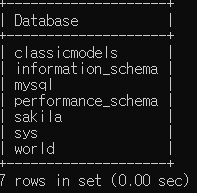 +--------------------+
| Database           |
+--------------------+
| classicmodels      |
| information_schema |
| mysql              |
| performance_schema |
| sakila             |
| sys                |
| world              |
+--------------------+
7 rows in set (0.00 sec)